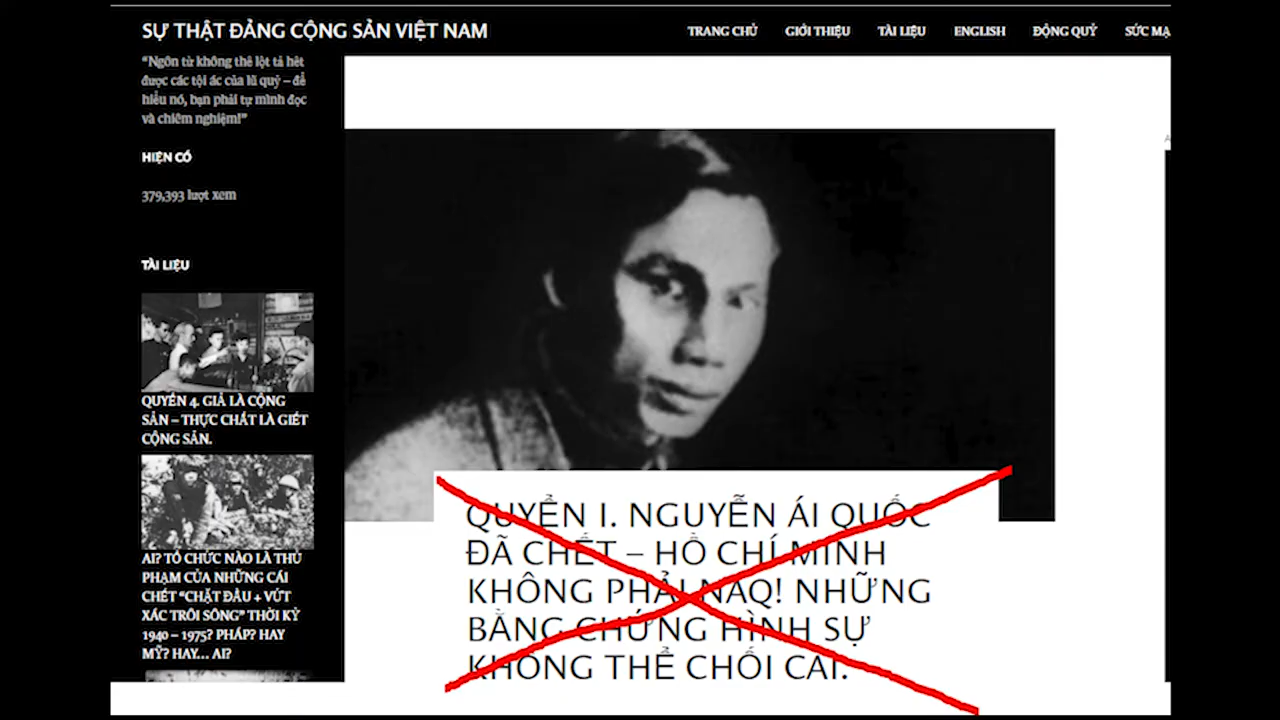 SỰ THẬT ĐẢNG CỘNG SẢN VIỆT NAM
TRANG CHỦ
GIỚI THIỆU
TÀI LIỆU
ENGLISH
ĐỘNG QUỶ
SỨC MẠ
“Ngôn từ không thể lột tả hết
được các tội ác của lũ quỷ – để
hiểu nó, bạn phải tự mình đọc
và chiêm nghiệm!”
HIỆN CÓ
379,393 lượt xem
TÀI LIỆU
QUYỂN 4. GIẢ LÀ CỘNG
SẢN – THỰC CHẤT LÀ GIẾT
CỘNG SẢN.
AI? TỔ CHỨC NÀO LÀ THỦ
PHẠM CỦA NHỮNG CÁI
CHẾT “CHẶT ĐẦU + VỨT
XÁC TRÔI SÔNG” THỜI KỲ
1940 – 1975? PHÁP? HAY
MỸ? HAY... AI?
QUYỂN I. NGUYỄN ÁI QUỐC
ĐÃ CHẾT – HỒ CHÍ MINH
KHÔNG PHẢI NAQ! NHỮNG
BẰNG CHỨNG HÌNH SỰ
KHÔNG THỂ CHỐI CÃI.